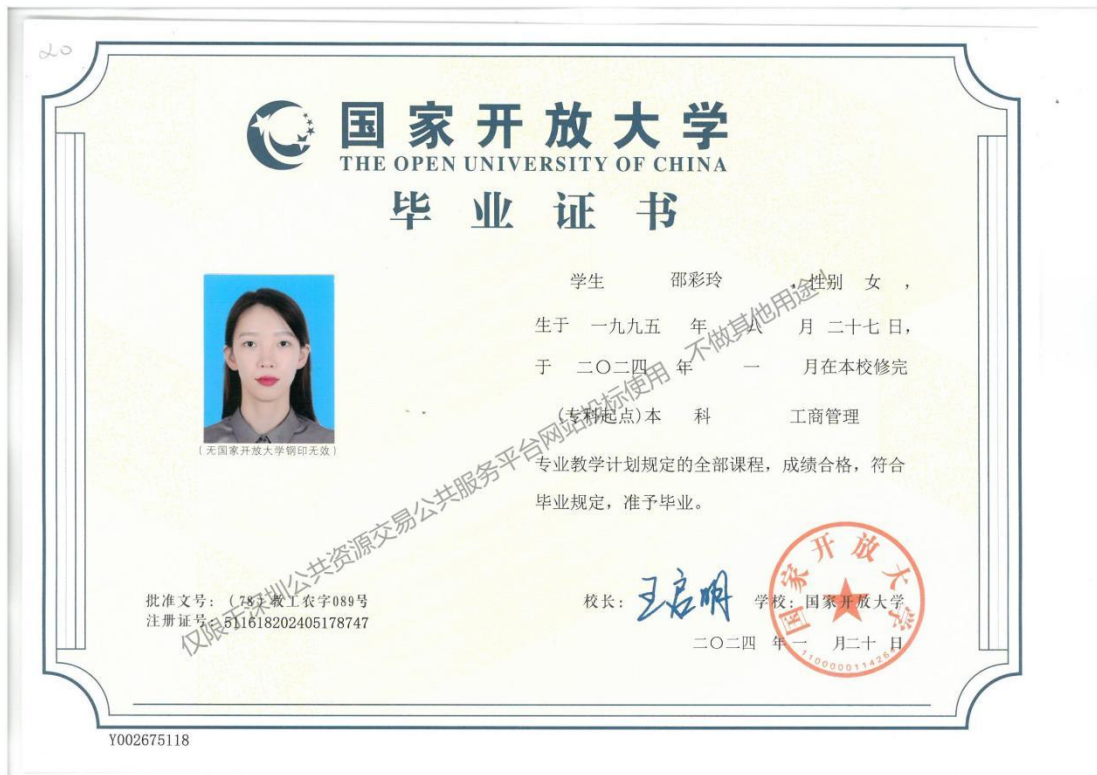 20
国家开放大学
THE OPEN UNIVERSITY OF CHINA
毕业证书
学生 邵彩玲 ,性别 女 ,
生于 一九九五 年 八 月 二十七 日,
于 二〇二四 年 一 月在本校修完
(专科起点)本 科 工商管理
专业教学计划规定的全部课程，成绩合格，符合
毕业规定，准予毕业。
(无国家开放大学钢印无效)
仅限于深圳公共资源交易公共服务平台网站投标使用，不做其他用途！
批准文号：(78)教工农字089号
注册证号：511618202405178747
校长：王启明
学校：国家开放大学
二〇二四 年 一 月二十 日
国家开放大学
Y002675118